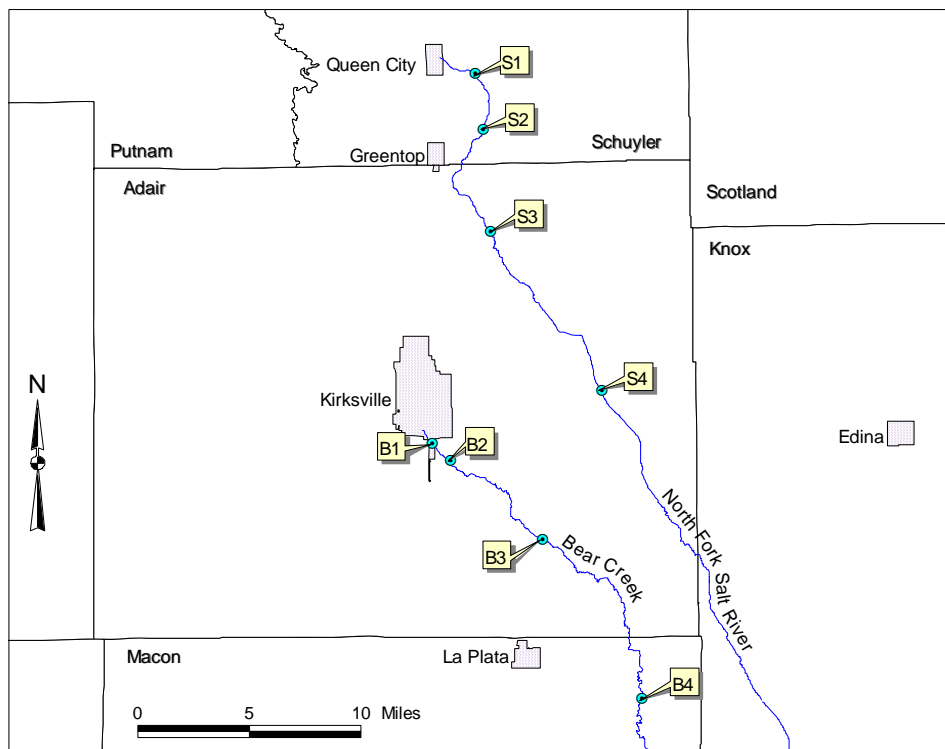 Queen City
S1
S2
Putnam
Greentop
Schuyler
Adair
Scotland
S3
Knox
N
Kirksville
S4
B1
B2
Edina
North Fork Salt River
B3
Bear Creek
Macon
La Plata
B4
0 5 10 Miles